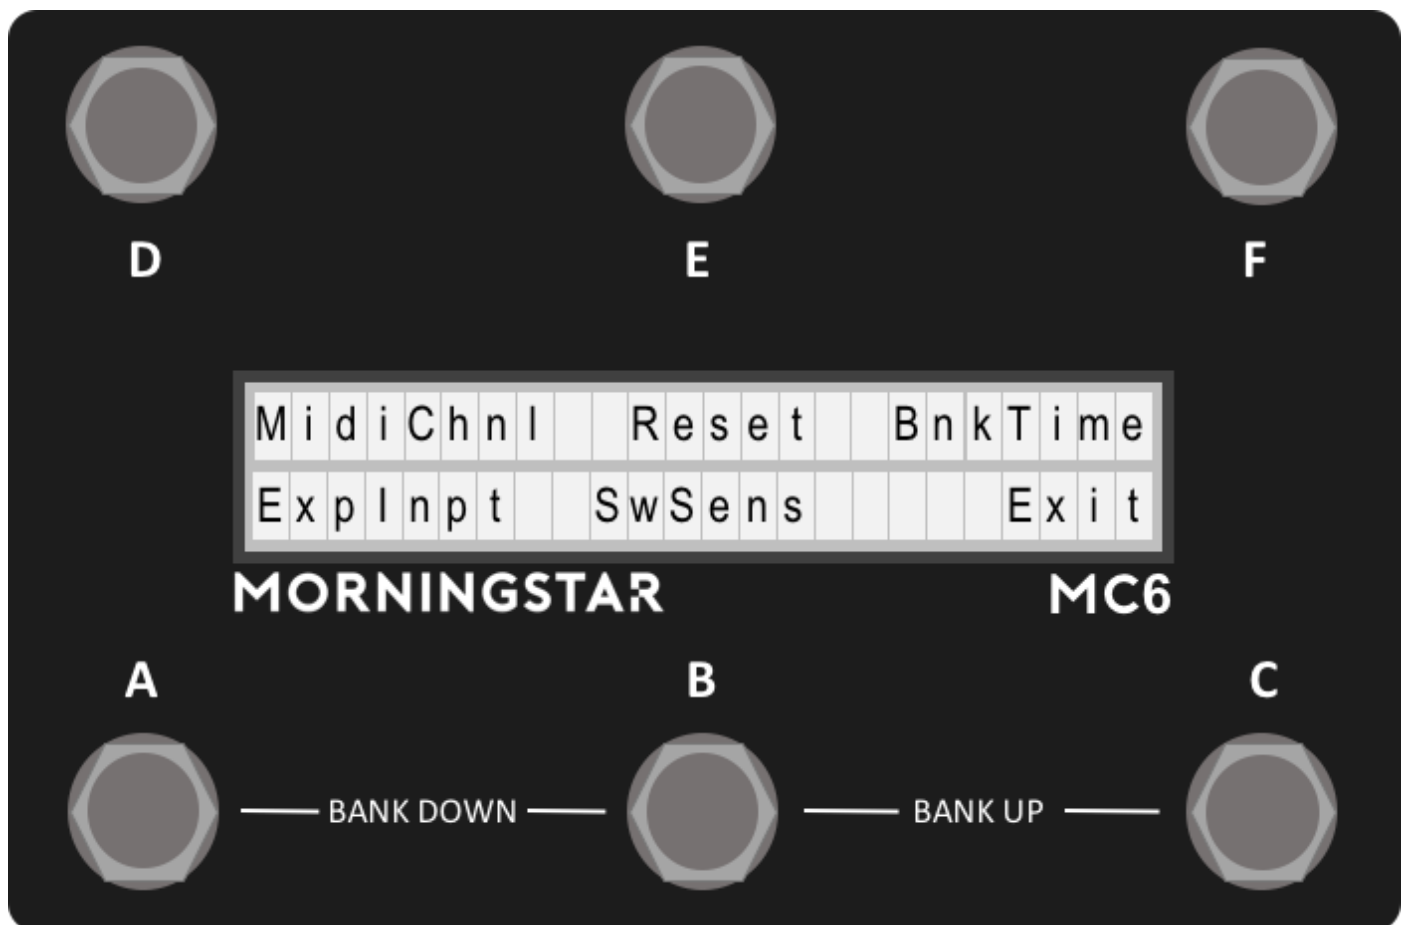 D E F
MidiChnl Reset BnkTime
ExpInpt SwSens Exit
MORNINGSTAR MC6
A B C
BANK DOWN BANK UP